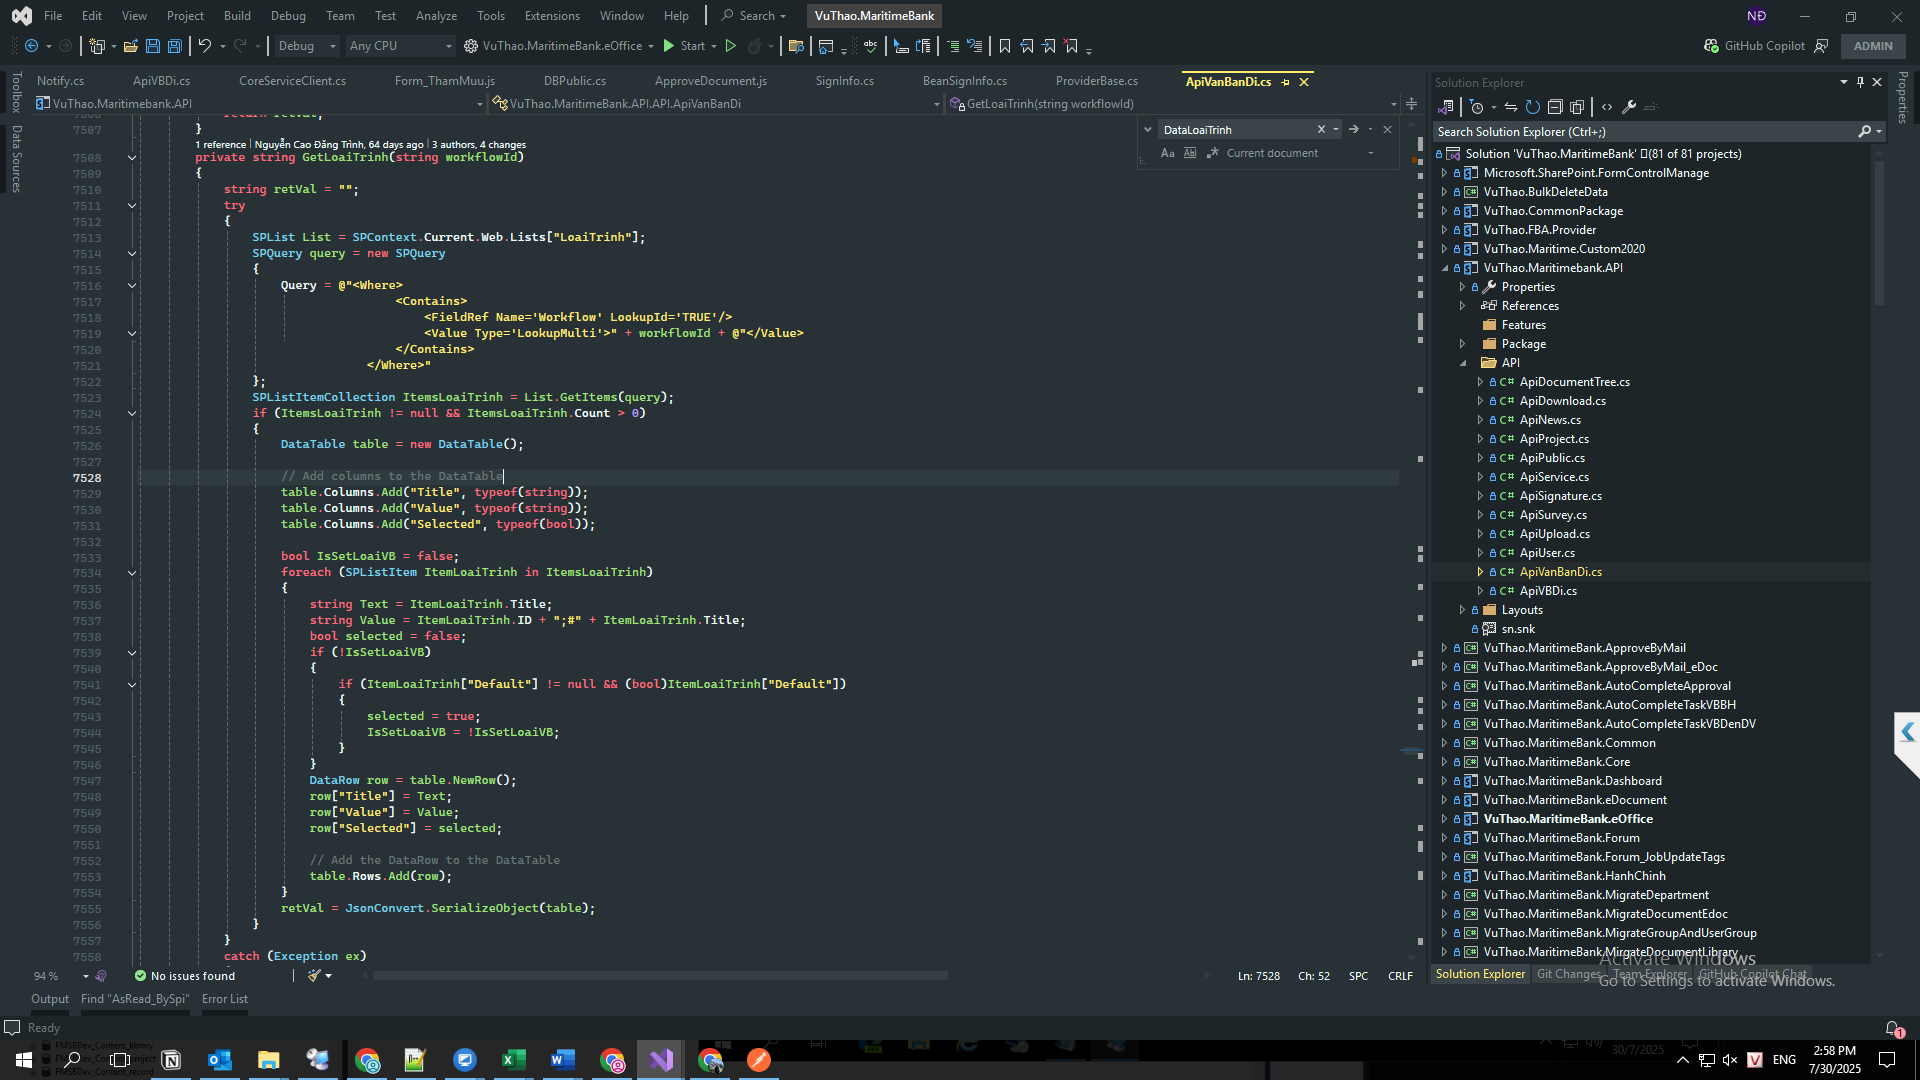 File Edit View Project Build Debug Team Test Analyze Tools Extensions Window Help Search VuThao.MaritimeBank NĐ
Debug Any CPU VuThao.MaritimeBank.eOffice Start GitHub Copilot ADMIN
Notify.cs ApiVBDi.cs CoreServiceClient.cs Form_ThamMuu.js DBPublic.cs ApproveDocument.js SignInfo.cs BeanSignInfo.cs ProviderBase.cs ApiVanBanDi.cs
VuThao.Maritimebank.API VuThao.MaritimeBank.API.API.ApiVanBanDi GetLoaiTrinh(string workflowId)
Toolbox
Data Sources
DataLoaiTrinh
Aa Current document
7507 }
1 reference | Nguyễn Cao Đăng Trình, 64 days ago | 3 authors, 4 changes
7508 private string GetLoaiTrinh(string workflowId)
7509 {
7510 string retVal = "";
7511 try
7512 {
7513 SPList List = SPContext.Current.Web.Lists["LoaiTrinh"];
7514 SPQuery query = new SPQuery
7515 {
7516 Query = @"<Where>
7517 <Contains>
7518 <FieldRef Name='Workflow' LookupId='TRUE'/>
7519 <Value Type='LookupMulti'>" + workflowId + @"</Value>
7520 </Contains>
7521 </Where>"
7522 };
7523 SPListItemCollection ItemsLoaiTrinh = List.GetItems(query);
7524 if (ItemsLoaiTrinh != null && ItemsLoaiTrinh.Count > 0)
7525 {
7526 DataTable table = new DataTable();
7527
7528 // Add columns to the DataTable
7529 table.Columns.Add("Title", typeof(string));
7530 table.Columns.Add("Value", typeof(string));
7531 table.Columns.Add("Selected", typeof(bool));
7532
7533 bool IsSetLoaiVB = false;
7534 foreach (SPListItem ItemLoaiTrinh in ItemsLoaiTrinh)
7535 {
7536 string Text = ItemLoaiTrinh.Title;
7537 string Value = ItemLoaiTrinh.ID + ";#" + ItemLoaiTrinh.Title;
7538 bool selected = false;
7539 if (!IsSetLoaiVB)
7540 {
7541 if (ItemLoaiTrinh["Default"] != null && (bool)ItemLoaiTrinh["Default"])
7542 {
7543 selected = true;
7544 IsSetLoaiVB = !IsSetLoaiVB;
7545 }
7546 }
7547 DataRow row = table.NewRow();
7548 row["Title"] = Text;
7549 row["Value"] = Value;
7550 row["Selected"] = selected;
7551
7552 // Add the DataRow to the DataTable
7553 table.Rows.Add(row);
7554 }
7555 retVal = JsonConvert.SerializeObject(table);
7556 }
7557 }
7558 catch (Exception ex)
94 % No issues found Ln: 7528 Ch: 52 SPC CRLF
Output Find "AsRead_BySpi" Error List
Ready
Solution Explorer
Search Solution Explorer (Ctrl+;)
Solution 'VuThao.MaritimeBank' (81 of 81 projects)
Microsoft.SharePoint.FormControlManage
VuThao.BulkDeleteData
VuThao.CommonPackage
VuThao.FBA.Provider
VuThao.Maritime.Custom2020
VuThao.Maritimebank.API
Properties
References
Features
Package
API
C# ApiDocumentTree.cs
C# ApiDownload.cs
C# ApiNews.cs
C# ApiProject.cs
C# ApiPublic.cs
C# ApiService.cs
C# ApiSignature.cs
C# ApiSurvey.cs
C# ApiUpload.cs
C# ApiUser.cs
C# ApiVanBanDi.cs
C# ApiVBDi.cs
Layouts
sn.snk
VuThao.MaritimeBank.ApproveByMail
VuThao.MaritimeBank.ApproveByMail_eDoc
VuThao.MaritimeBank.AutoCompleteApproval
VuThao.MaritimeBank.AutoCompleteTaskVBBH
VuThao.MaritimeBank.AutoCompleteTaskVBDenDV
VuThao.MaritimeBank.Common
VuThao.MaritimeBank.Core
VuThao.MaritimeBank.Dashboard
VuThao.MaritimeBank.eDocument
VuThao.MaritimeBank.eOffice
VuThao.MaritimeBank.Forum
VuThao.MaritimeBank.Forum_JobUpdateTags
VuThao.MaritimeBank.HanhChinh
VuThao.MaritimeBank.MigrateDepartment
VuThao.MaritimeBank.MigrateDocumentEdoc
VuThao.MaritimeBank.MigrateGroupAndUserGroup
VuThao.MaritimeBank.MigrateDocumentLibrary
Solution Explorer Git Changes Team Explorer GitHub Copilot Chat
Activate Windows
Go to Settings to activate Windows.
Properties
1
FMSBDev_Content_library
FMSBDev_Content_record
30/7/2025
ENG
2:58 PM
7/30/2025